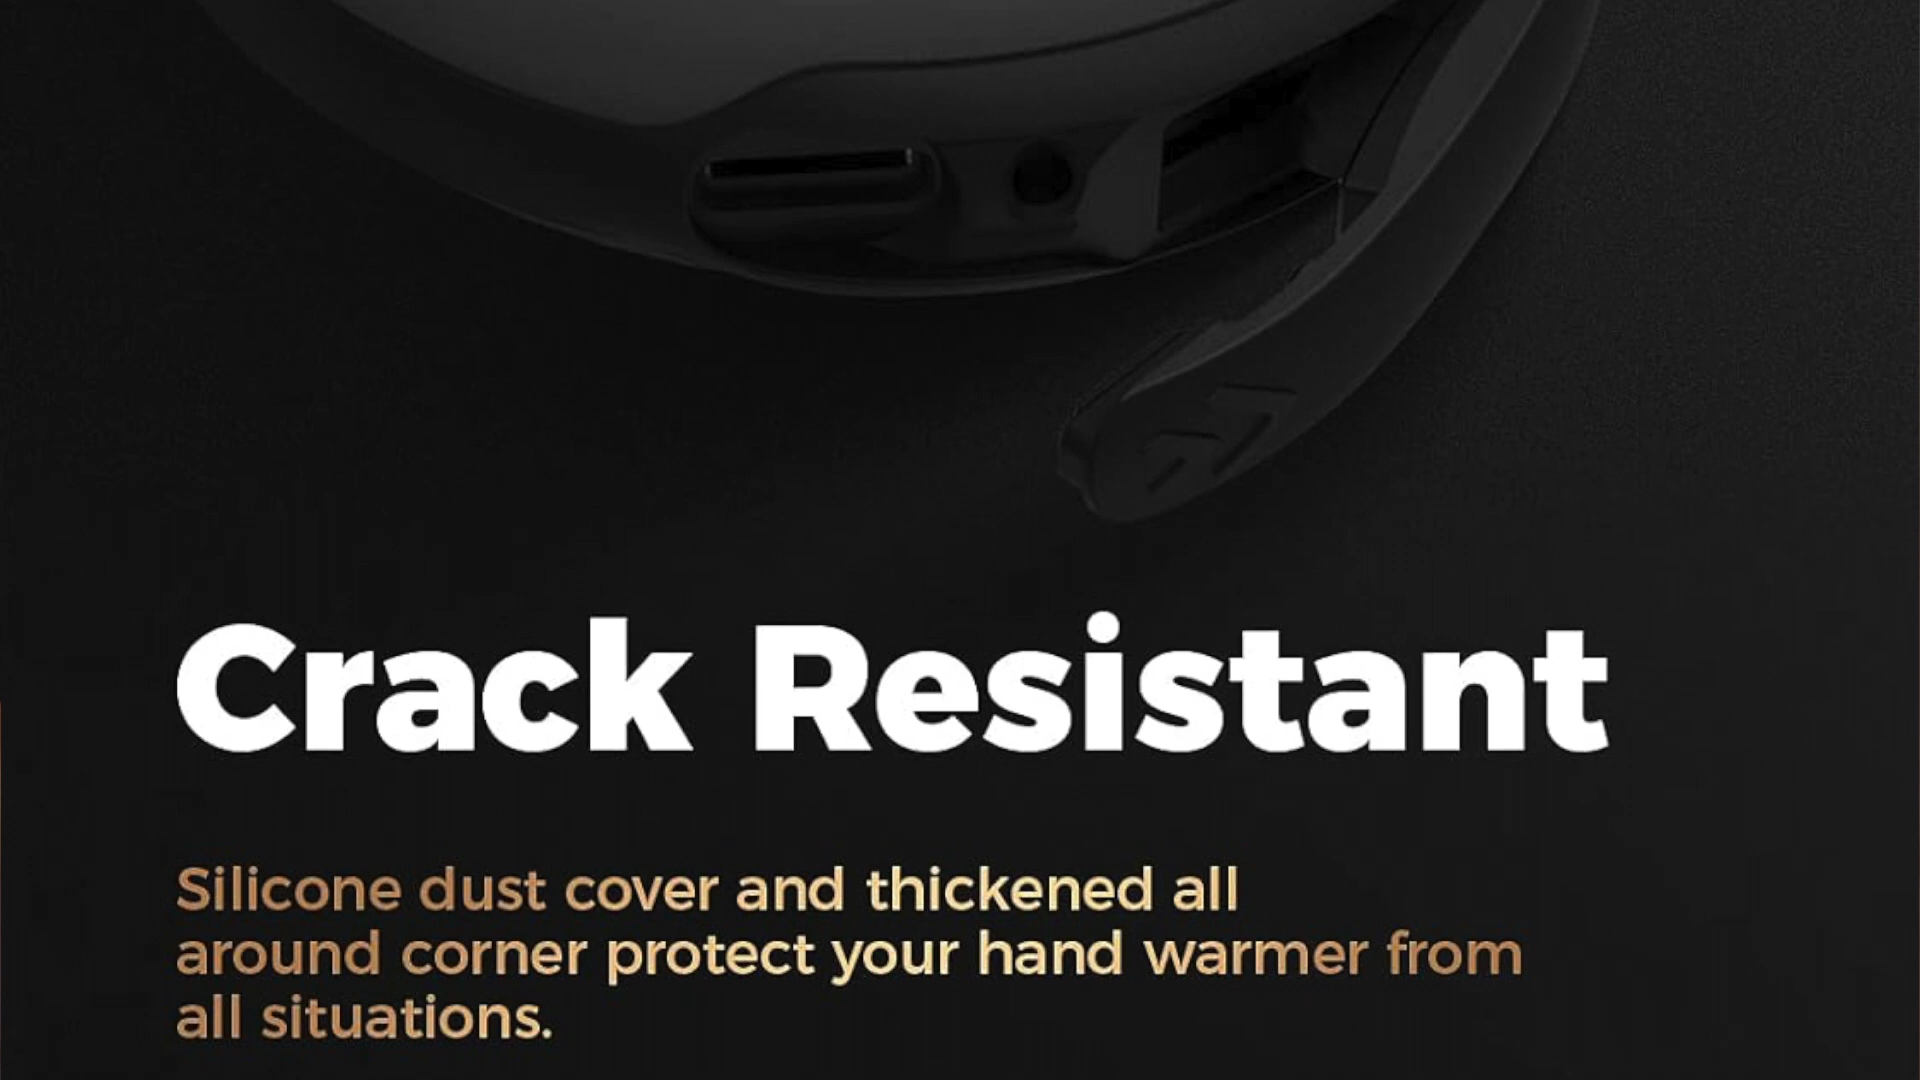 Crack Resistant
Silicone dust cover and thickened all
around corner protect your hand warmer from
all situations.